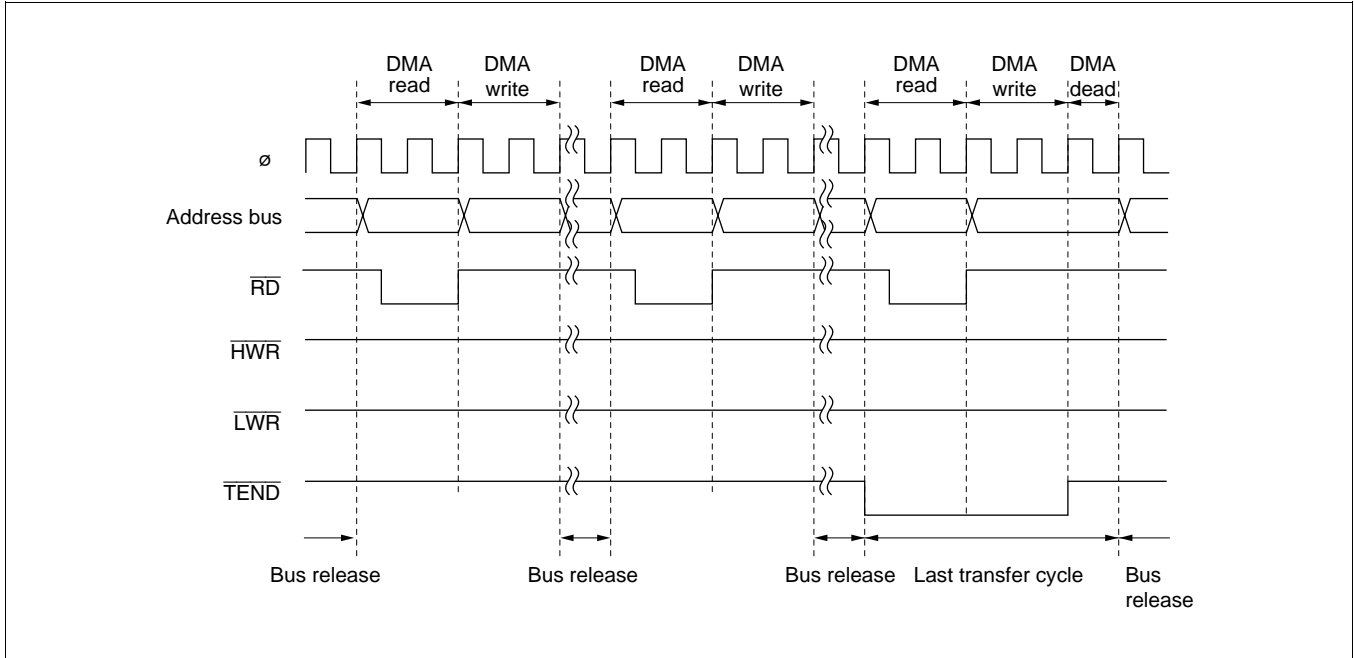 DMA DMA DMA DMA DMA DMA DMA
read write read write read write dead
ø
Address bus
RD
HWR
LWR
TEND
Bus release Bus release Bus release Last transfer cycle Bus
release